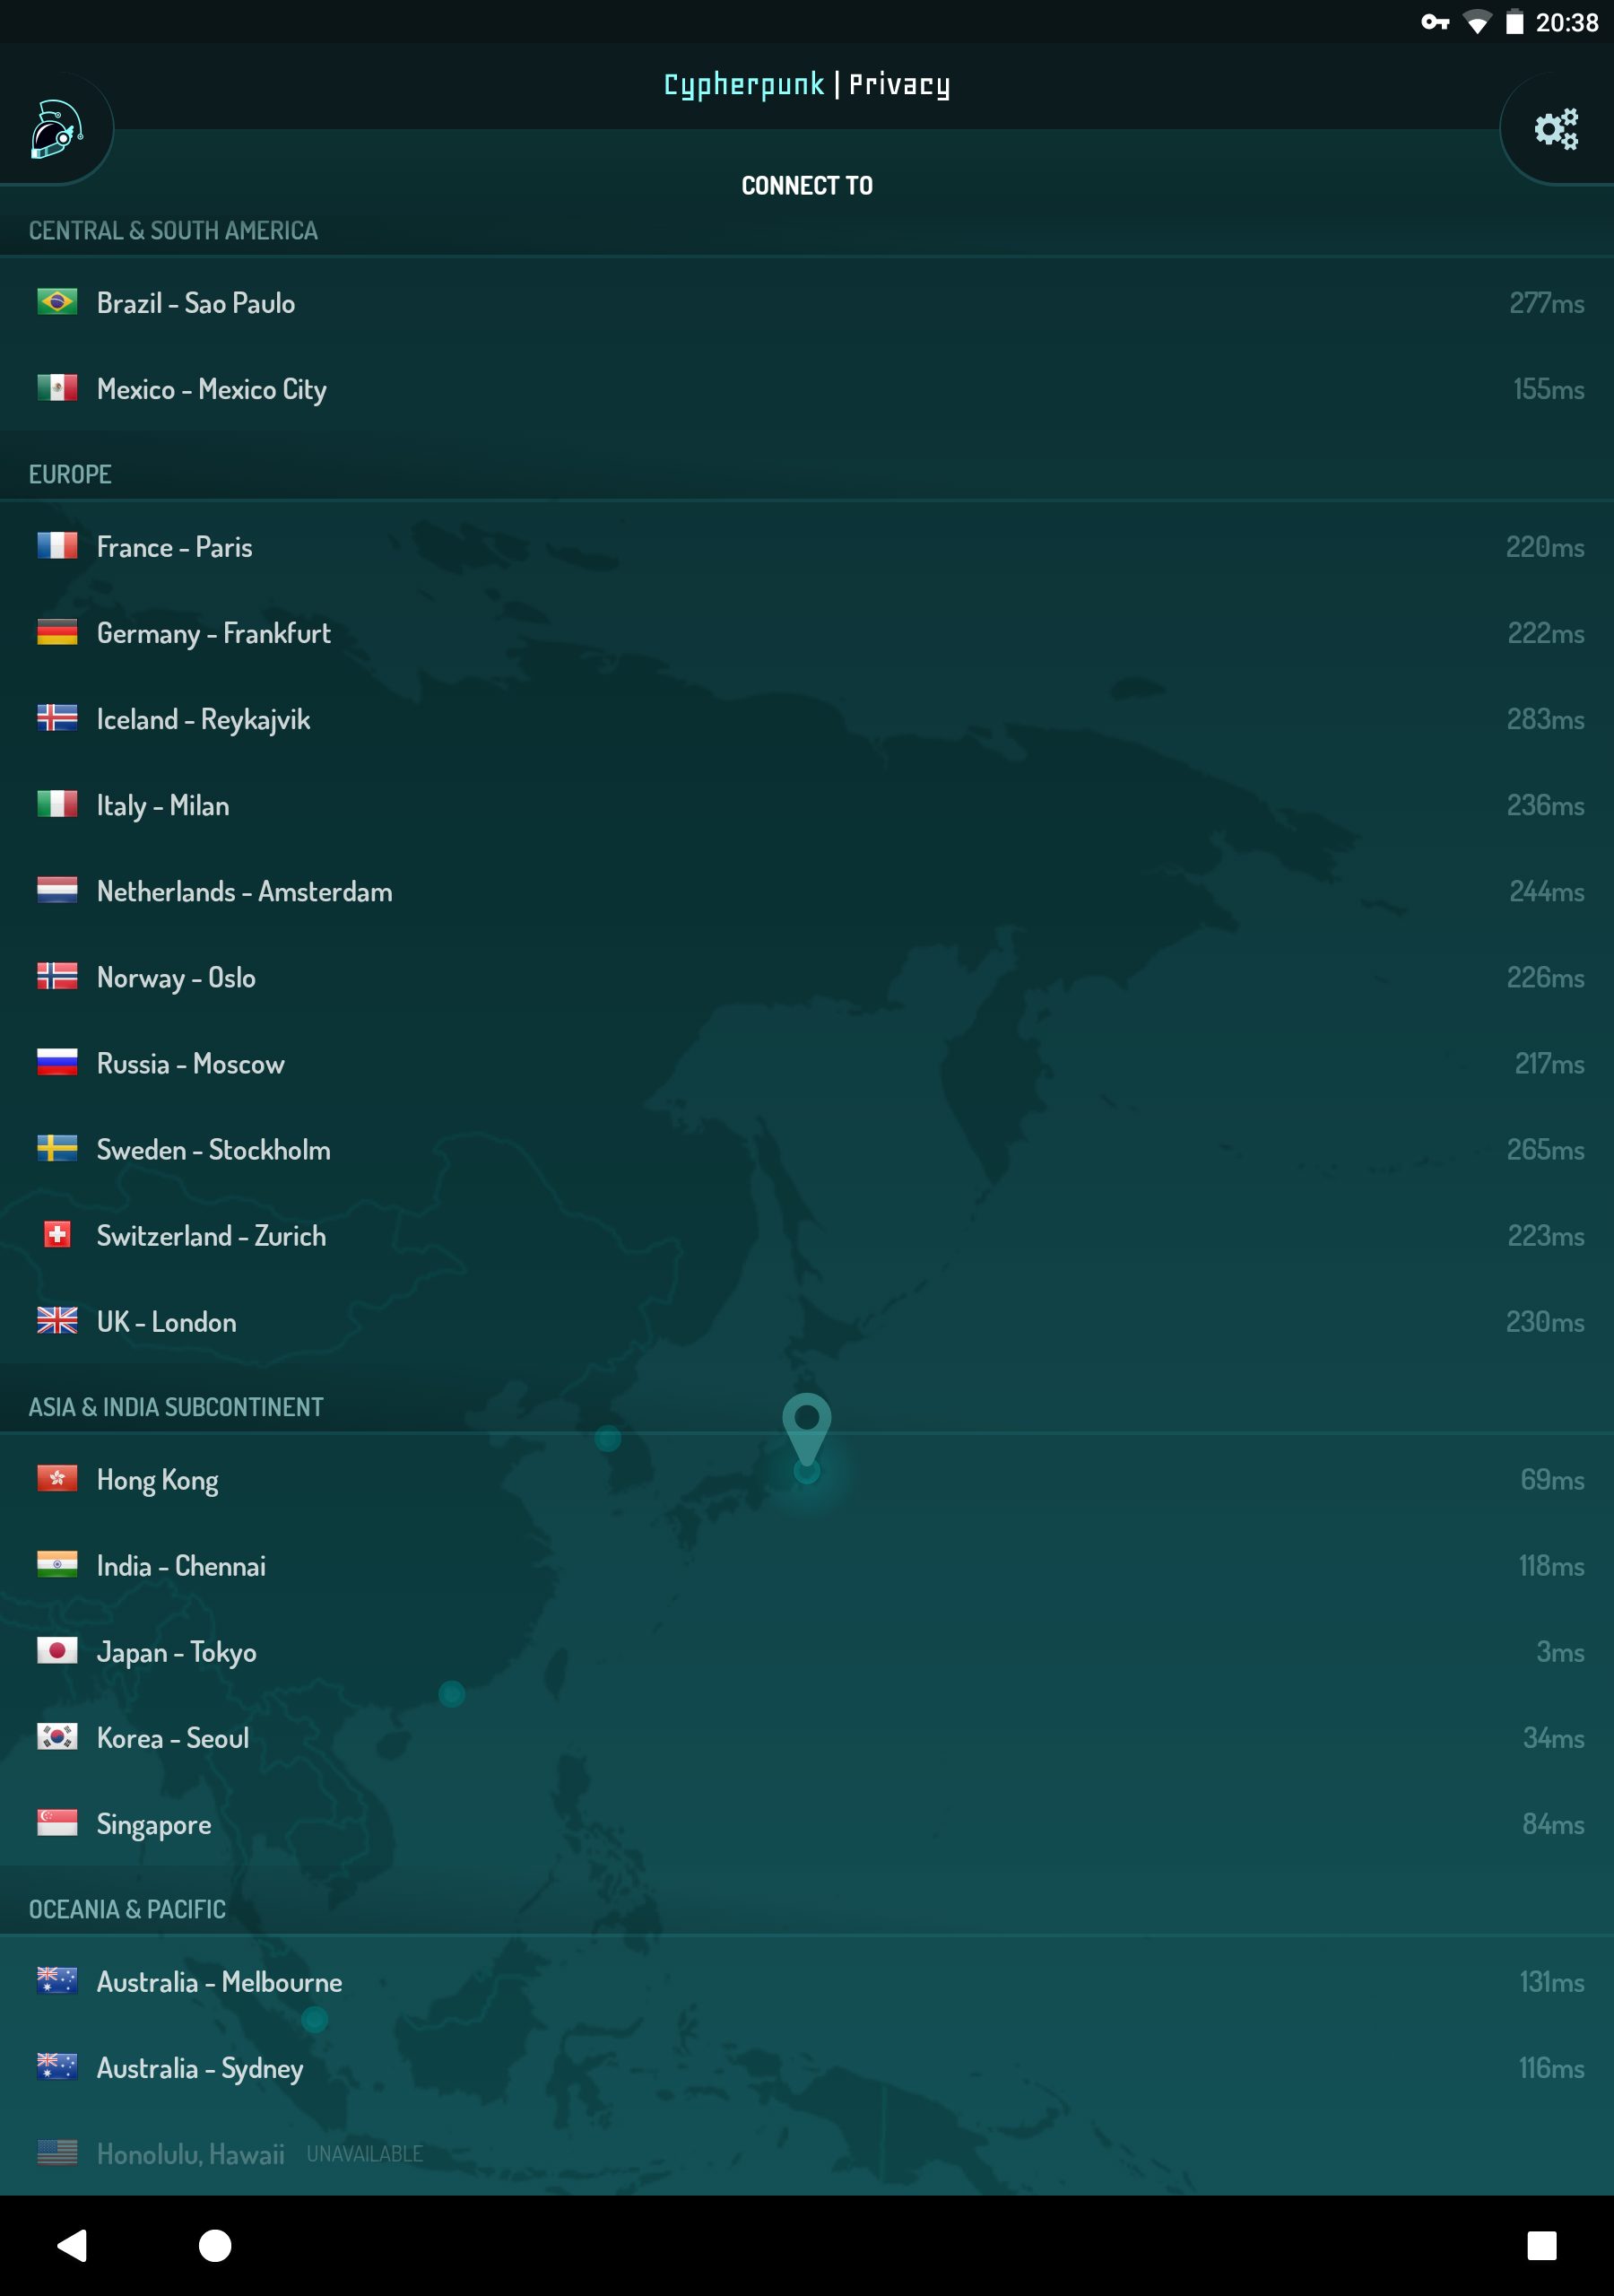 20:38
Cypherpunk | Privacy
CONNECT TO
CENTRAL & SOUTH AMERICA
Brazil - Sao Paulo 277ms
Mexico - Mexico City 155ms
EUROPE
France - Paris 220ms
Germany - Frankfurt 222ms
Iceland - Reykajvik 283ms
Italy - Milan 236ms
Netherlands - Amsterdam 244ms
Norway - Oslo 226ms
Russia - Moscow 217ms
Sweden - Stockholm 265ms
Switzerland - Zurich 223ms
UK - London 230ms
ASIA & INDIA SUBCONTINENT
Hong Kong 69ms
India - Chennai 118ms
Japan - Tokyo 3ms
Korea - Seoul 34ms
Singapore 84ms
OCEANIA & PACIFIC
Australia - Melbourne 131ms
Australia - Sydney 116ms
Honolulu, Hawaii UNAVAILABLE